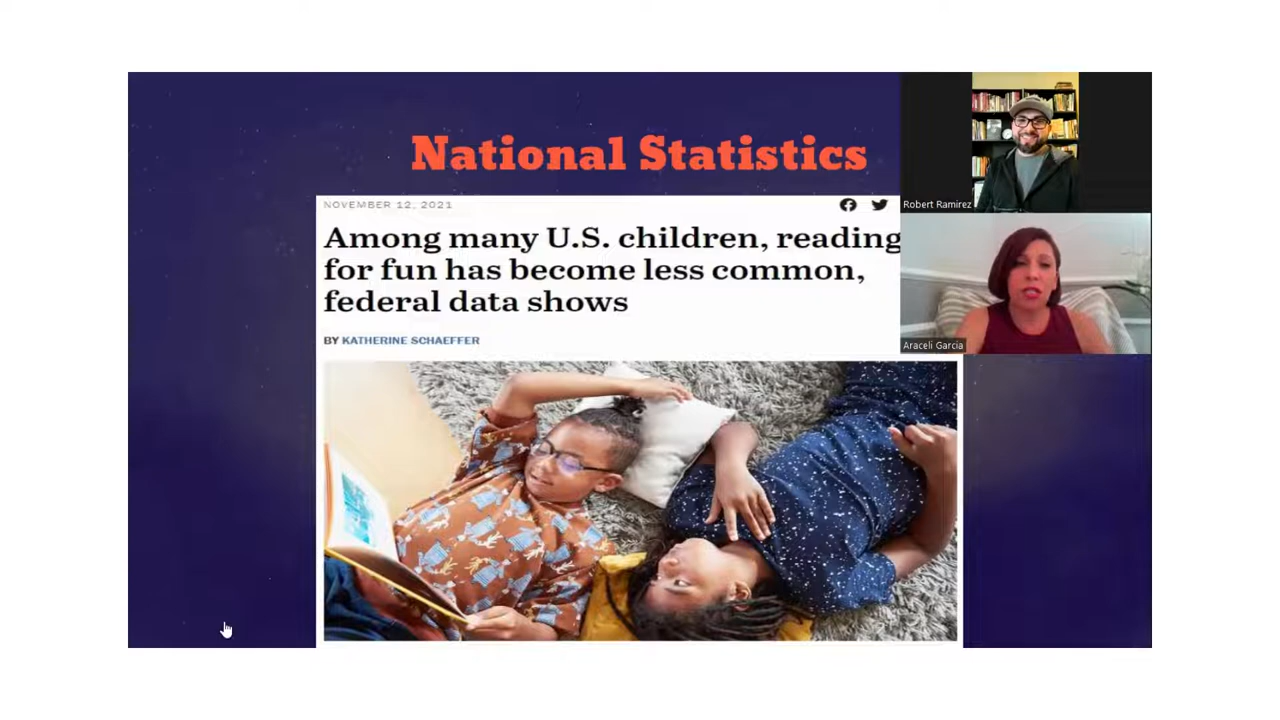 National Statistics
NOVEMBER 12, 2021
Among many U.S. children, reading
for fun has become less common,
federal data shows
BY KATHERINE SCHAEFFER
Robert Ramirez
Araceli Garcia